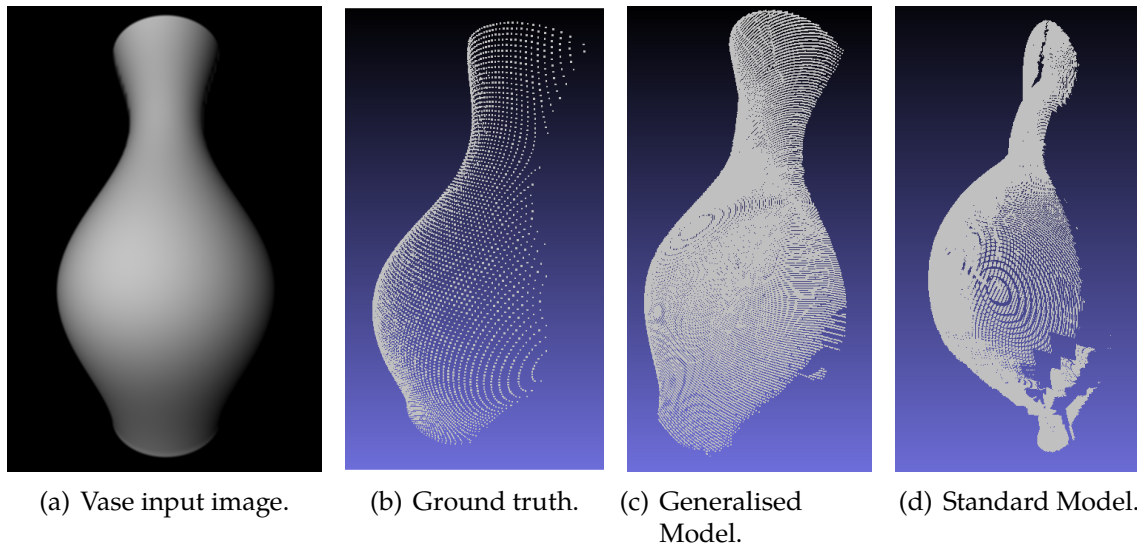 (a) Vase input image.
(b) Ground truth.
(c) Generalised
Model.
(d) Standard Model.